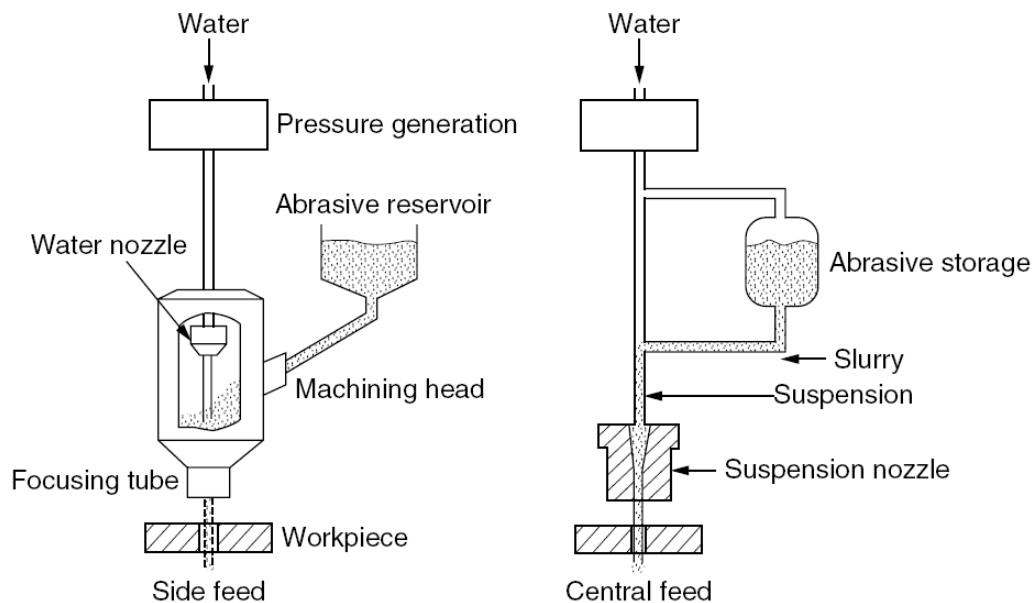 Water
Pressure generation
Abrasive reservoir
Water nozzle
Machining head
Focusing tube
Workpiece
Side feed
Water
Abrasive storage
Slurry
Suspension
Suspension nozzle
Central feed